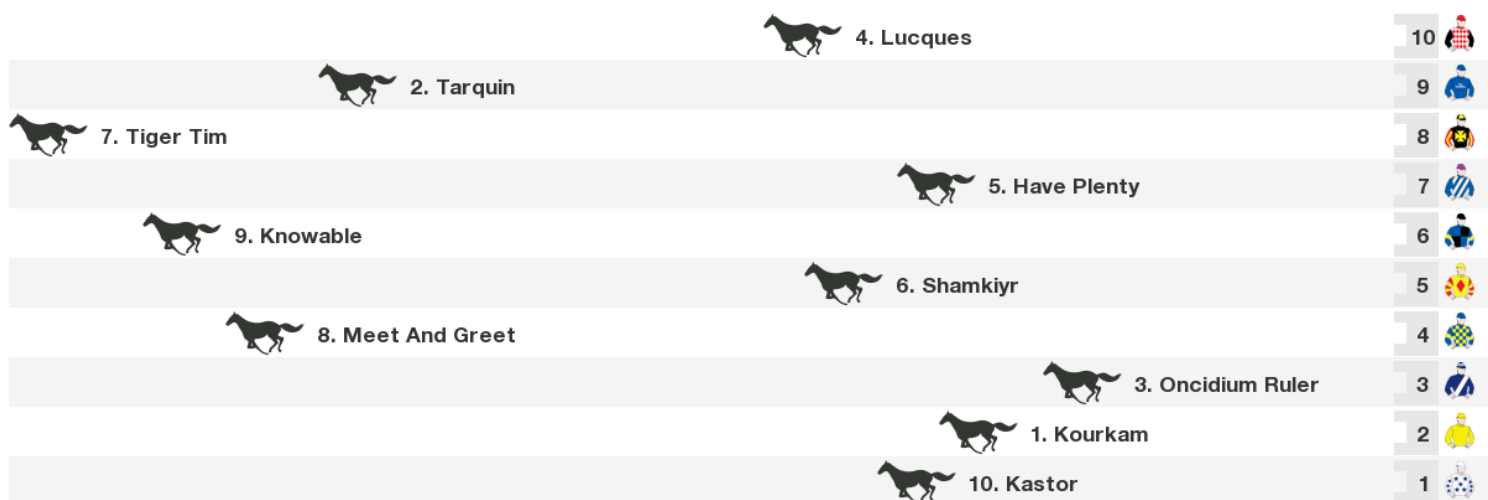 4. Lucques 10
2. Tarquin 9
7. Tiger Tim 8
5. Have Plenty 7
9. Knowable 6
6. Shamkiyr 5
8. Meet And Greet 4
3. Oncidium Ruler 3
1. Kourkam 2
10. Kastor 1